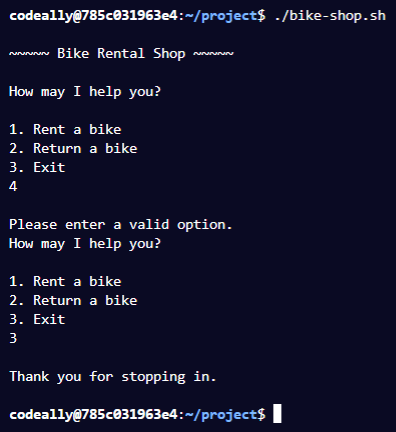 codeally@785c031963e4:~/project$ ./bike-shop.sh
~~~~~ Bike Rental Shop ~~~~~
How may I help you?
1. Rent a bike
2. Return a bike
3. Exit
4
Please enter a valid option.
How may I help you?
1. Rent a bike
2. Return a bike
3. Exit
3
Thank you for stopping in.
codeally@785c031963e4:~/project$